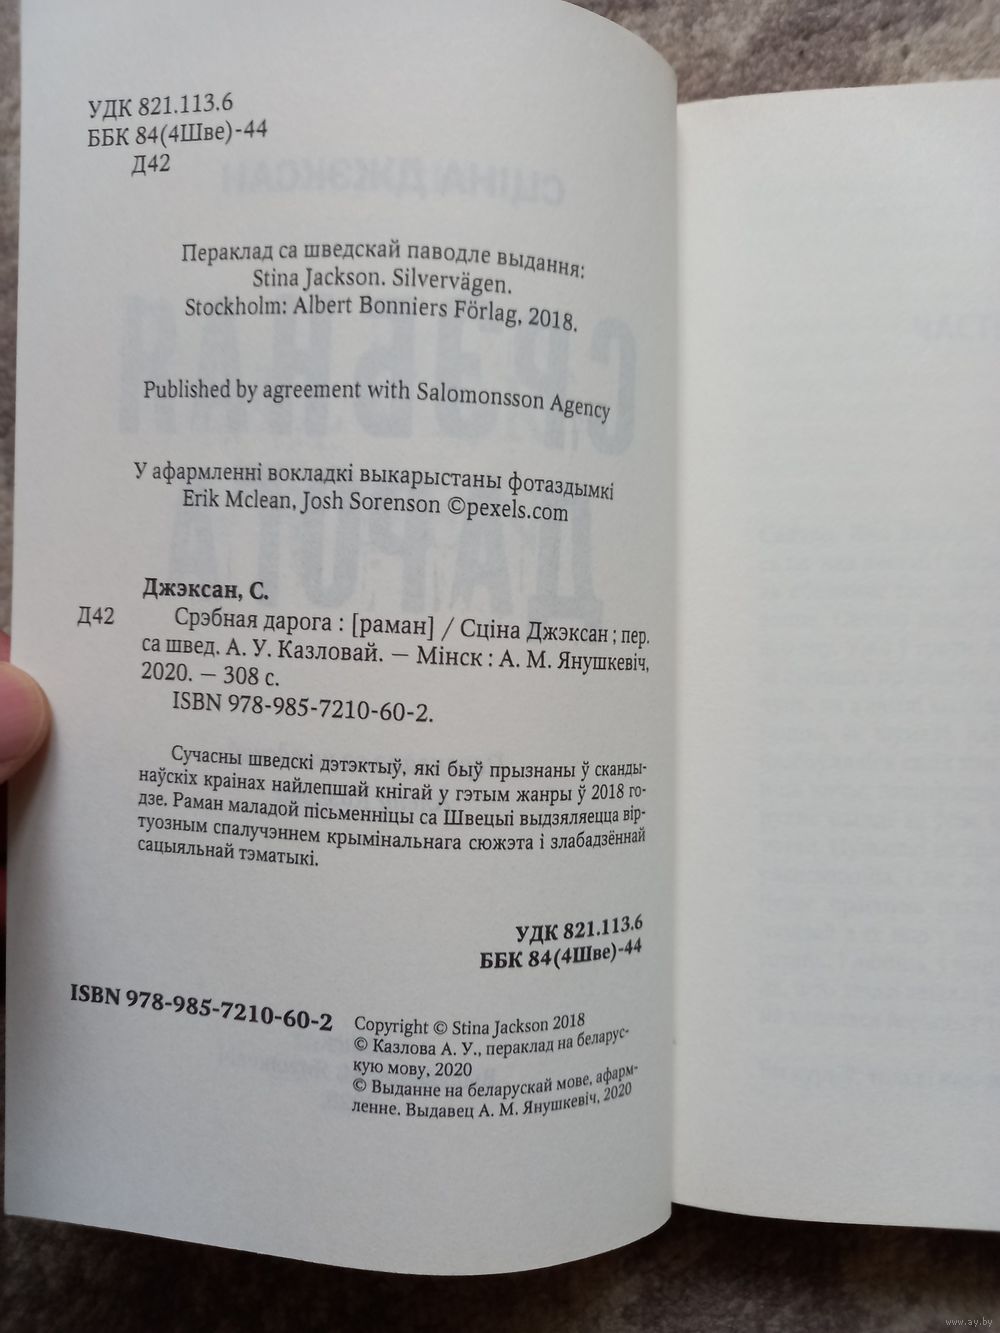 УДК 821.113.6
ББК 84(4Шве)-44
Д42
Пераклад са шведскай паводле выдання:
Stina Jackson. Silvervägen.
Stockholm: Albert Bonniers Förlag, 2018.
Published by agreement with Salomonsson Agency
У афармленні вокладкі выкарыстаны фотаздымкі
Erik Mclean, Josh Sorenson ©pexels.com
Джэксан, С.
Д42 Срэбная дарога : [раман] / Сціна Джэксан ; пер.
са швед. А. У. Казловай. — Мінск : А. М. Янушкевіч,
2020. — 308 с.
ISBN 978-985-7210-60-2.
Сучасны шведскі дэтэктыў, які быў прызнаны ў сканды-
наўскіх краінах найлепшай кнігай у гэтым жанры ў 2018 го-
дзе. Раман маладой пісьменніцы са Швецыі выдзяляецца вір-
туозным спалучэннем крымінальнага сюжэта і злабадзённай
сацыяльнай тэматыкі.
УДК 821.113.6
ББК 84(4Шве)-44
ISBN 978-985-7210-60-2
Copyright © Stina Jackson 2018
© Казлова А. У., пераклад на беларус-
кую мову, 2020
© Выданне на беларускай мове, афарм-
ленне. Выдавец А. М. Янушкевіч, 2020
www.ay.by